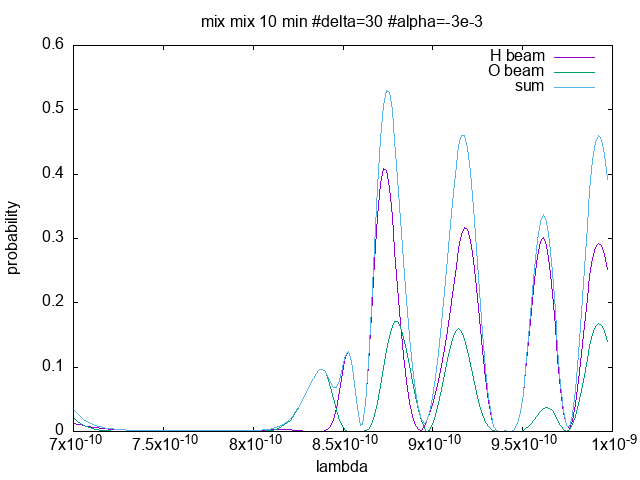 mix mix 10 min #delta=30 #alpha=-3e-3
H beam
O beam
sum
probability
0.6
0.5
0.4
0.3
0.2
0.1
0
7x10-10 7.5x10-10 8x10-10 8.5x10-10 9x10-10 9.5x10-10 1x10-9
lambda